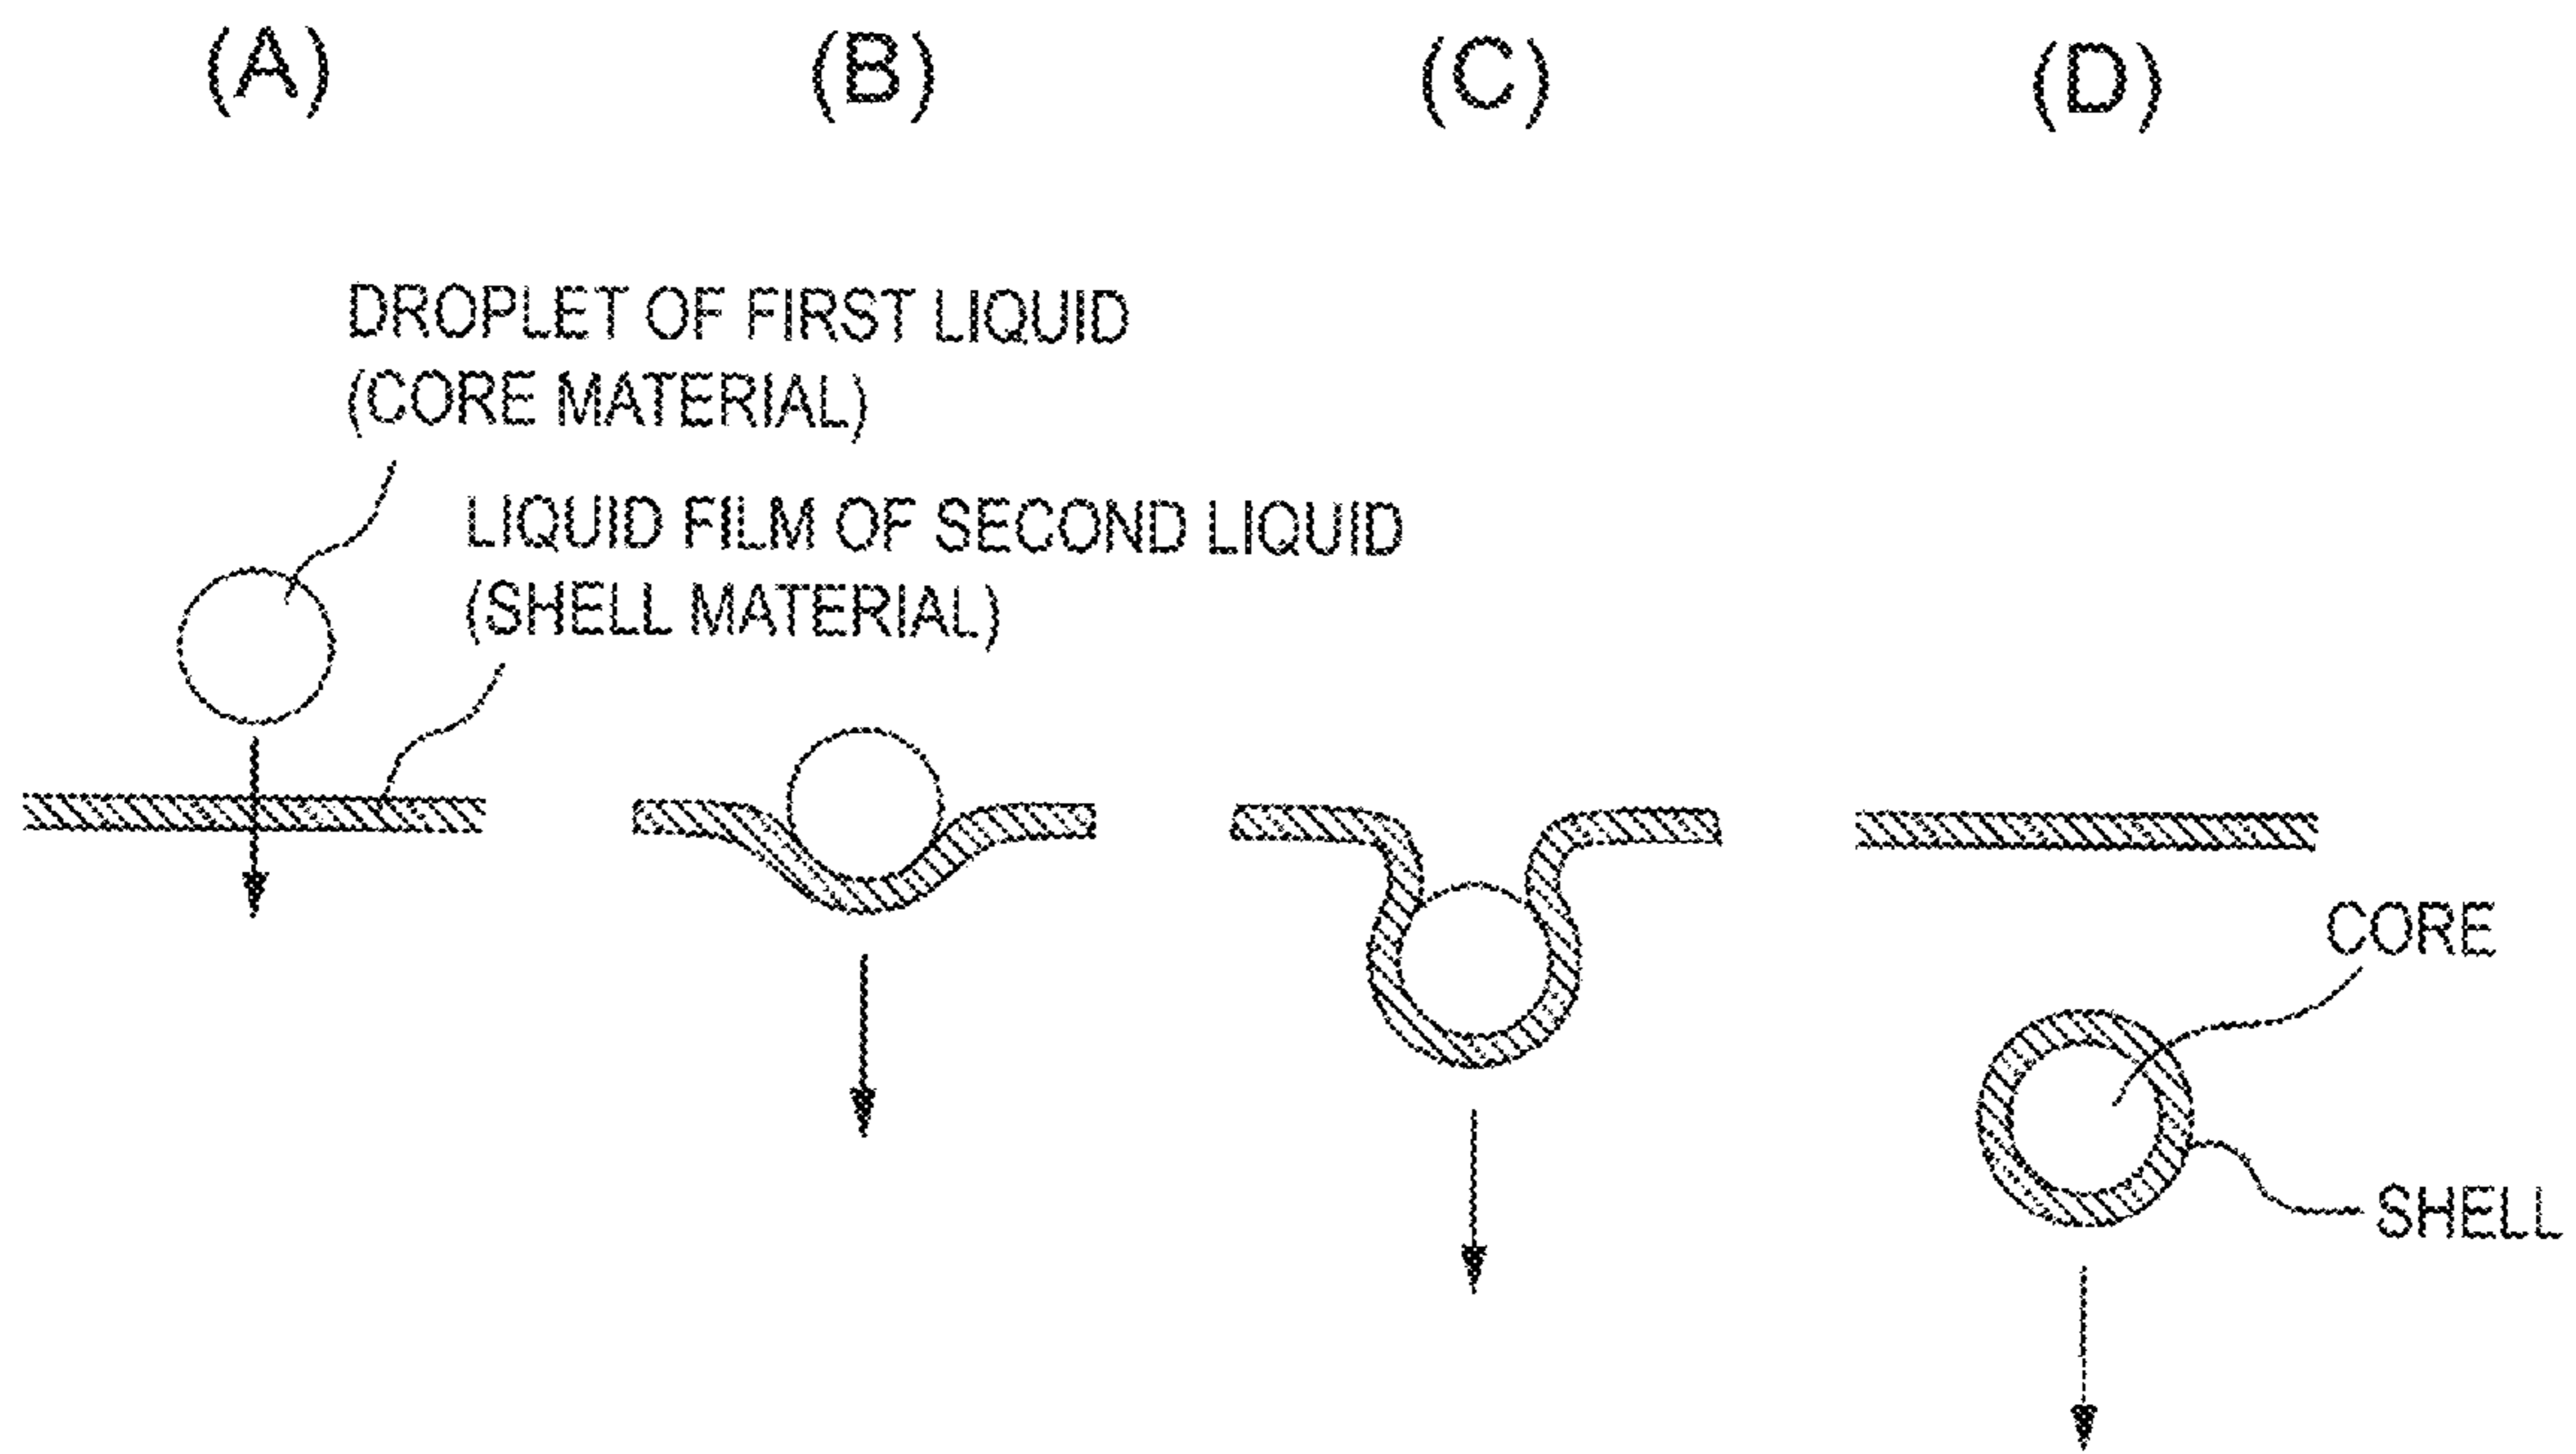 (A)
(B)
(C)
(D)
DROPLET OF FIRST LIQUID
(CORE MATERIAL)
LIQUID FILM OF SECOND LIQUID
(SHELL MATERIAL)
CORE
SHELL